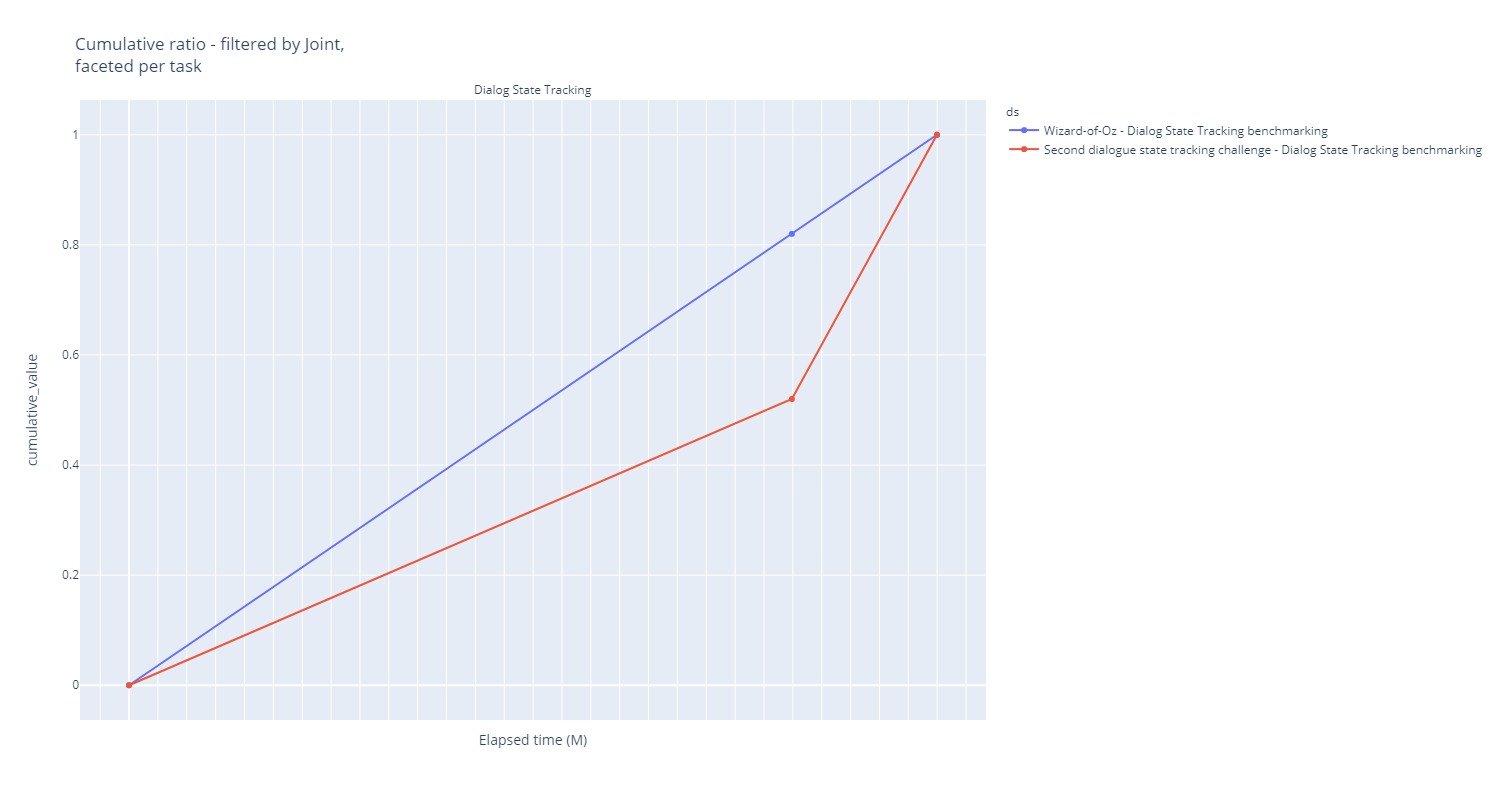 Cumulative ratio - filtered by Joint,
faceted per task
Dialog State Tracking
ds
Wizard-of-Oz - Dialog State Tracking benchmarking
Second dialogue state tracking challenge - Dialog State Tracking benchmarking
1
0.8
0.6
0.4
0.2
0
cumulative_value
Elapsed time (M)